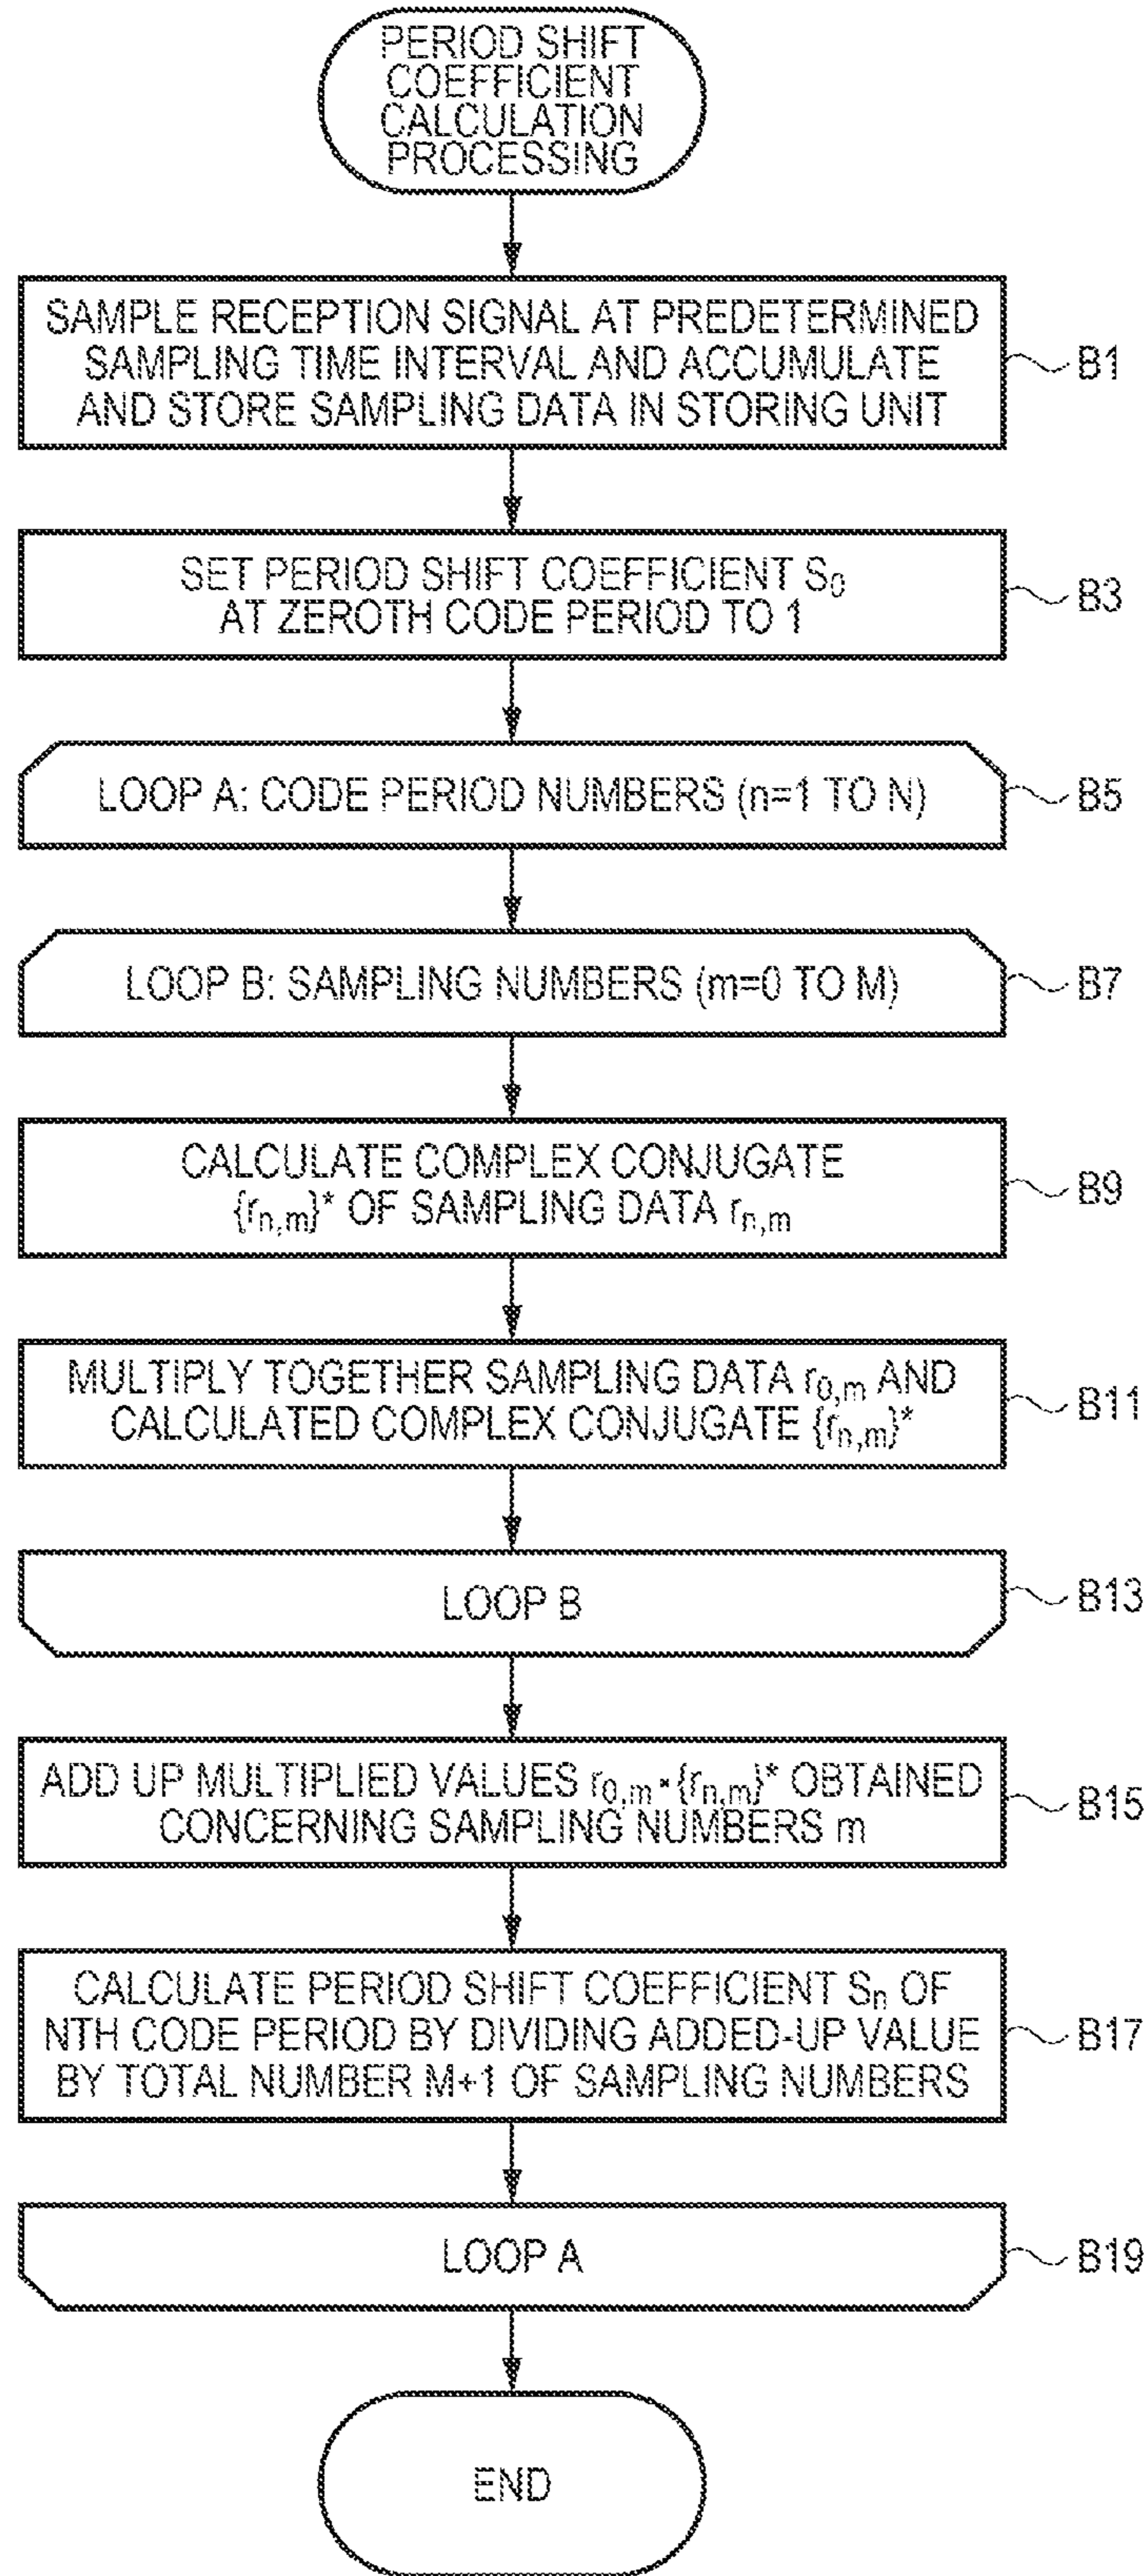 PERIOD SHIFT
COEFFICIENT
CALCULATION
PROCESSING
SAMPLE RECEPTION SIGNAL AT PREDETERMINED
SAMPLING TIME INTERVAL AND ACCUMULATE
AND STORE SAMPLING DATA IN STORING UNIT
B1
SET PERIOD SHIFT COEFFICIENT S₀
AT ZEROTH CODE PERIOD TO 1
B3
LOOP A: CODE PERIOD NUMBERS (n=1 TO N)
B5
LOOP B: SAMPLING NUMBERS (m=0 TO M)
B7
CALCULATE COMPLEX CONJUGATE
{rn,m}* OF SAMPLING DATA rn,m
B9
MULTIPLY TOGETHER SAMPLING DATA r0,m AND
CALCULATED COMPLEX CONJUGATE {rn,m}*
B11
LOOP B
B13
ADD UP MULTIPLIED VALUES r0,m·{rn,m}* OBTAINED
CONCERNING SAMPLING NUMBERS m
B15
CALCULATE PERIOD SHIFT COEFFICIENT Sn OF
NTH CODE PERIOD BY DIVIDING ADDED-UP VALUE
BY TOTAL NUMBER M+1 OF SAMPLING NUMBERS
B17
LOOP A
B19
END